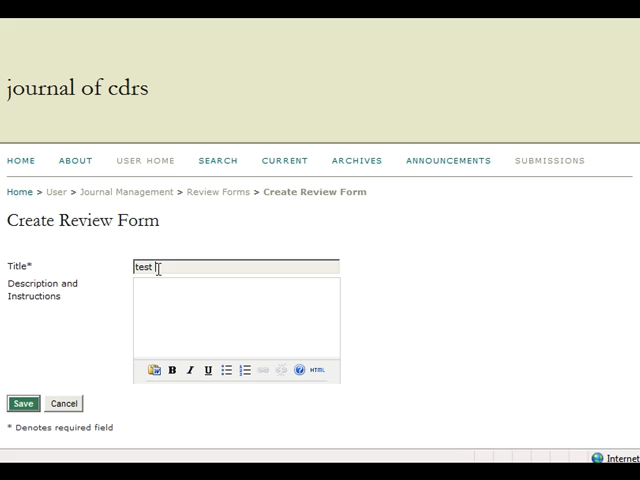 journal of cdrs
HOME ABOUT USER HOME SEARCH CURRENT ARCHIVES ANNOUNCEMENTS SUBMISSIONS
Home > User > Journal Management > Review Forms > Create Review Form
Create Review Form
Title* test
Description and
Instructions
B I U HTML
Save Cancel
* Denotes required field
Internet